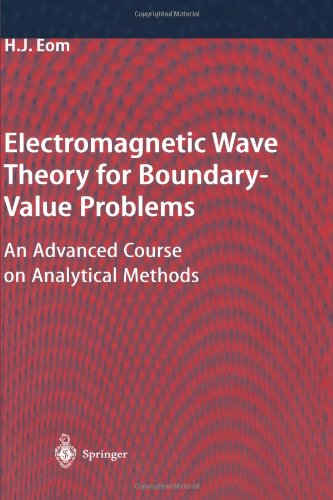 H.J. Eom
Electromagnetic Wave
Theory for Boundary-
Value Problems
An Advanced Course
on Analytical Methods
Springer